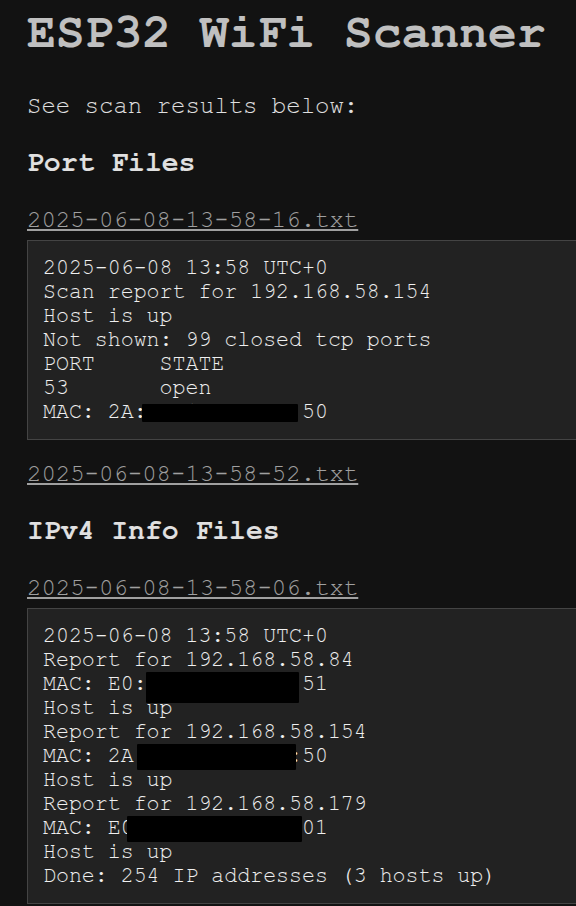 ESP32 WiFi Scanner
See scan results below:
Port Files
2025-06-08-13-58-16.txt
2025-06-08 13:58 UTC+0
Scan report for 192.168.58.154
Host is up
Not shown: 99 closed tcp ports
PORT STATE
53 open
MAC: 2A: 50
2025-06-08-13-58-52.txt
IPv4 Info Files
2025-06-08-13-58-06.txt
2025-06-08 13:58 UTC+0
Report for 192.168.58.84
MAC: E0: 51
Host is up
Report for 192.168.58.154
MAC: 2A :50
Host is up
Report for 192.168.58.179
MAC: E0 01
Host is up
Done: 254 IP addresses (3 hosts up)